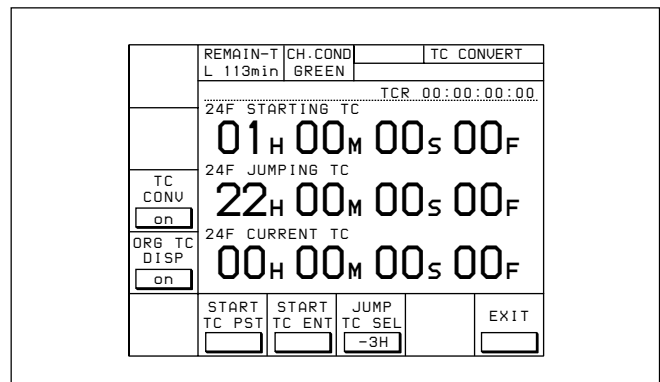 REMAIN-T CH.COND TC CONVERT
L 113min GREEN
TCR 00:00:00:00
24F STARTING TC
01H 00M 00S 00F
24F JUMPING TC
22H 00M 00S 00F
24F CURRENT TC
00H 00M 00S 00F
TC
CONV
on
ORG TC
DISP
on
START
TC PST
START
TC ENT
JUMP
TC SEL
-3H
EXIT